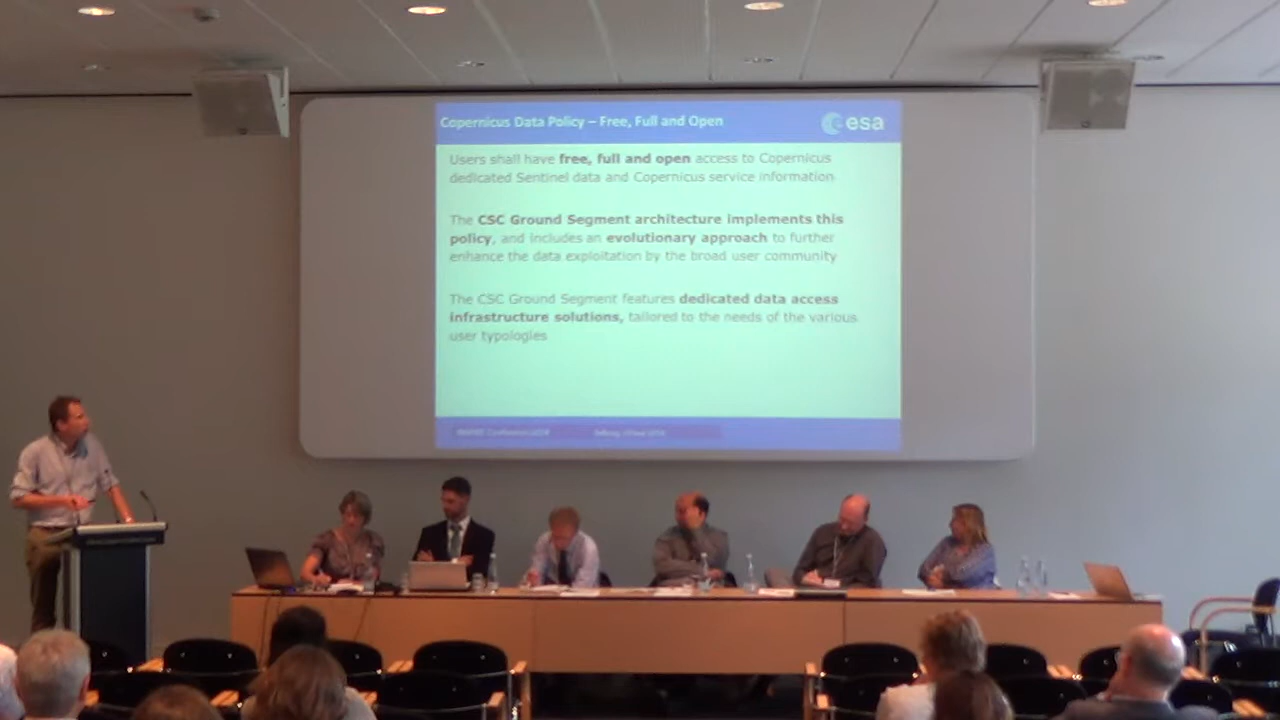 Copernicus Data Policy – Free, Full and Open
esa
Users shall have free, full and open access to Copernicus
dedicated Sentinel data and Copernicus service information
The CSC Ground Segment architecture implements this
policy, and includes an evolutionary approach to further
enhance the data exploitation by the broad user community
The CSC Ground Segment features dedicated data access
infrastructure solutions, tailored to the needs of the various
user typologies